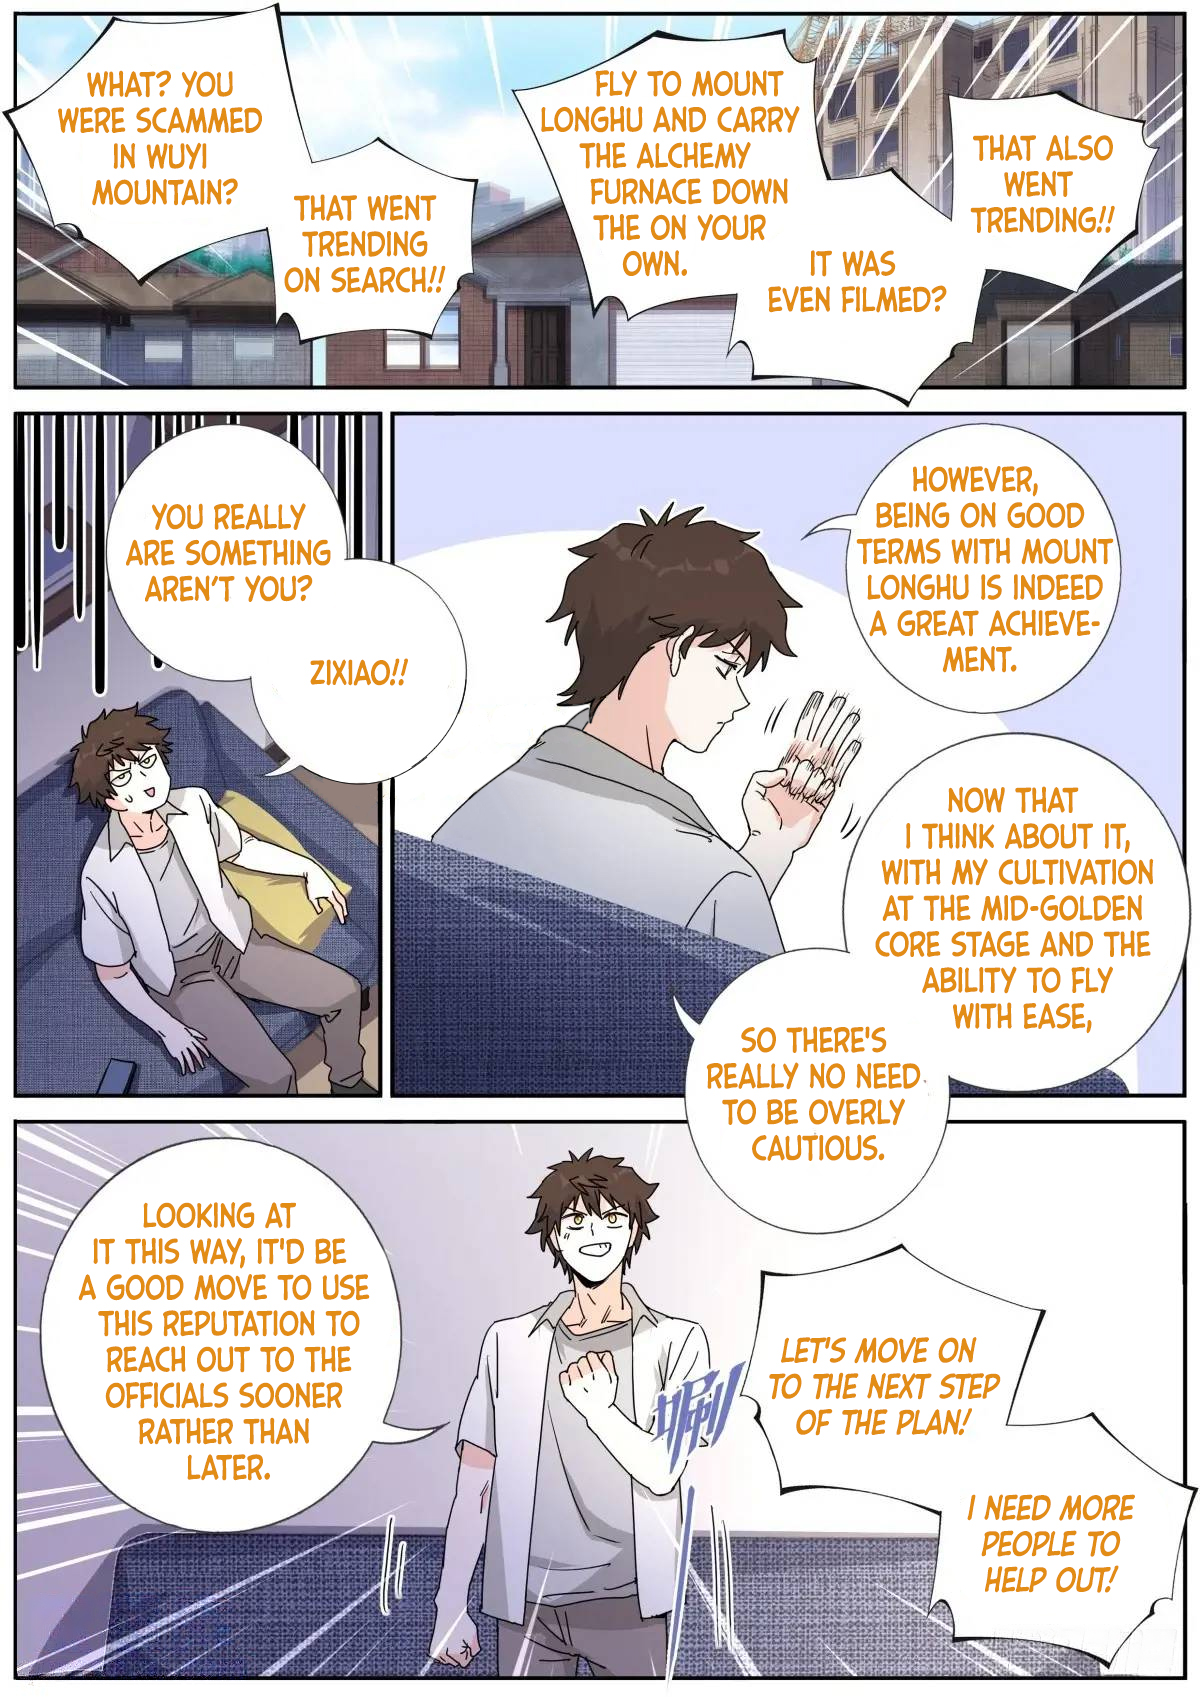 WHAT? YOU
WERE SCAMMED
IN WUYI
MOUNTAIN?
THAT WENT
TRENDING
ON SEARCH!!
FLY TO MOUNT
LONGHU AND CARRY
THE ALCHEMY
FURNACE DOWN
THE ON YOUR
OWN.
IT WAS
EVEN FILMED?
THAT ALSO
WENT
TRENDING!!
YOU REALLY
ARE SOMETHING
AREN'T YOU?
ZIXIAO!!
HOWEVER,
BEING ON GOOD
TERMS WITH MOUNT
LONGHU IS INDEED
A GREAT ACHIEVE-
MENT.
NOW THAT
I THINK ABOUT IT,
WITH MY CULTIVATION
AT THE MID-GOLDEN
CORE STAGE AND THE
ABILITY TO FLY
WITH EASE,
SO THERE'S
REALLY NO NEED
TO BE OVERLY
CAUTIOUS.
LOOKING AT
IT THIS WAY, IT'D BE
A GOOD MOVE TO USE
THIS REPUTATION TO
REACH OUT TO THE
OFFICIALS SOONER
RATHER THAN
LATER.
唰!
LET'S MOVE ON
TO THE NEXT STEP
OF THE PLAN!
I NEED MORE
PEOPLE TO
HELP OUT!